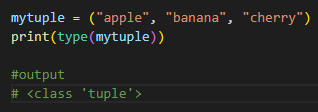 mytuple = ("apple", "banana", "cherry")
print(type(mytuple))
#output
# <class 'tuple'>